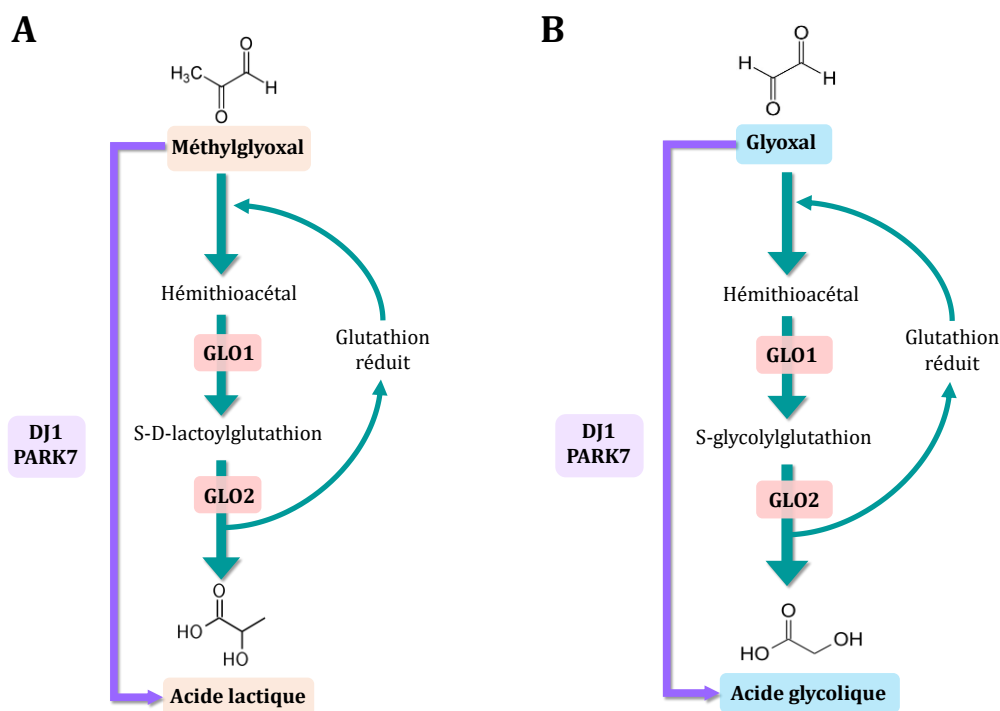 A
O
H₃C
H
O
Méthylglyoxal
Hémithioacétal
GLO1
Glutathion
réduit
S-D-lactoylglutathion
DJ1
PARK7
GLO2
O
HO
HO
Acide lactique
B
O
H
H
O
Glyoxal
Hémithioacétal
GLO1
Glutathion
réduit
S-glycolylglutathion
DJ1
PARK7
GLO2
O
OH
HO
Acide glycolique